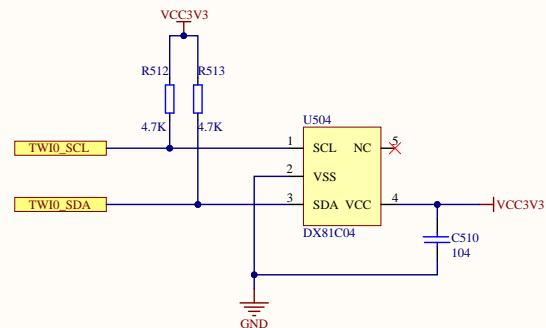 VCC3V3
R512
R513
4.7K
4.7K
U504
TWI0_SCL
1
SCL
NC
5
2
VSS
TWI0_SDA
3
SDA
VCC
4
VCC3V3
DX81C04
C510
104
GND